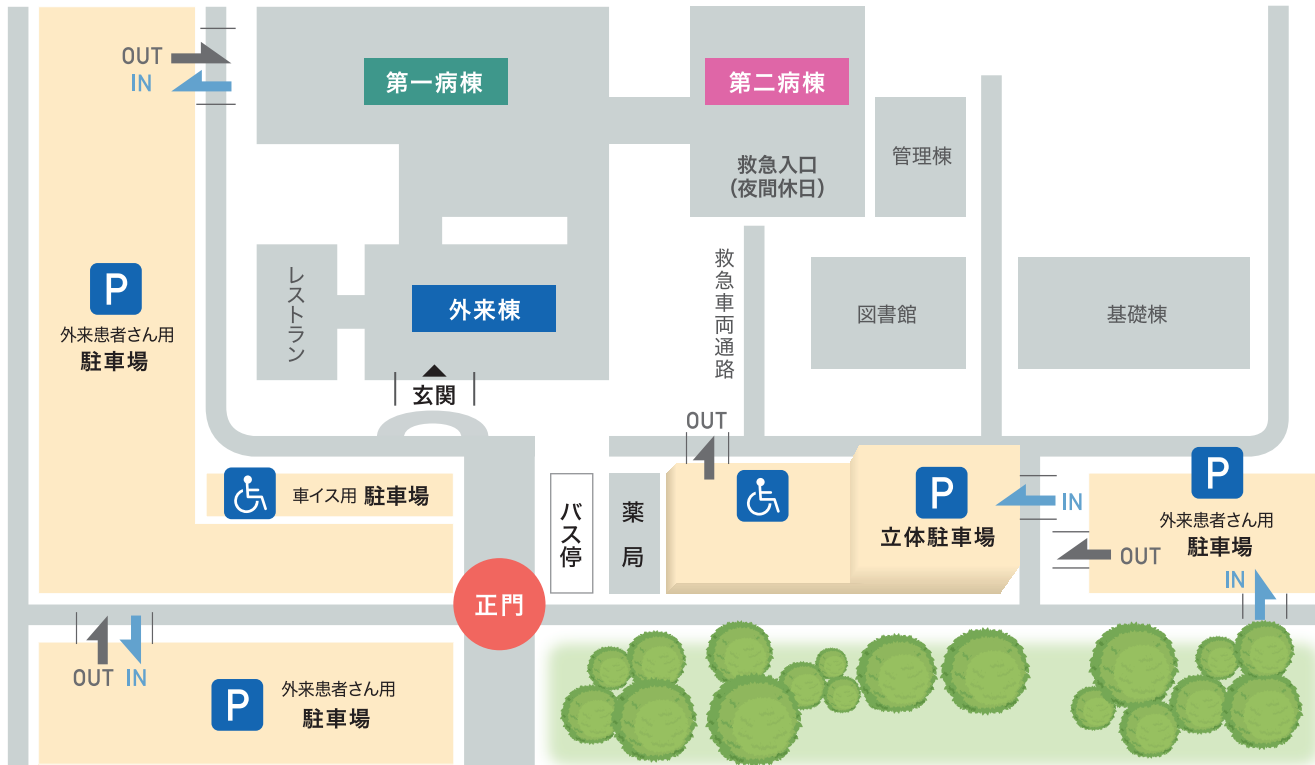 OUT
IN
第一病棟
第二病棟
救急入口
(夜間休日)
管理棟
P
外来患者さん用
駐車場
レストラン
外来棟
玄関
救急車両通路
図書館
基礎棟
OUT
車イス用 駐車場
バス停
薬局
P
立体駐車場
IN
P
外来患者さん用
駐車場
OUT
IN
正門
OUT IN
P
外来患者さん用
駐車場